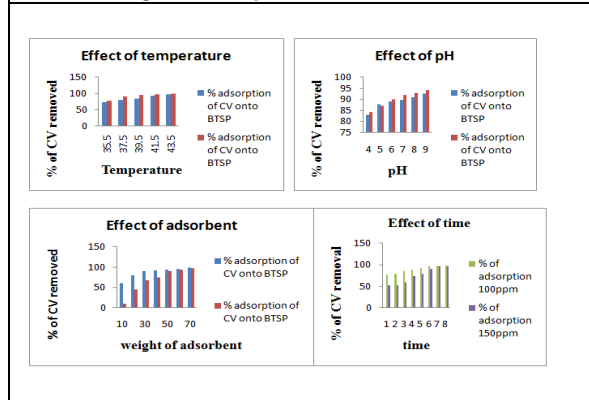 Effect of temperature
% of CV removed
150
100
50
0
35.5 37.5 39.5 41.5 43.5
Temperature
% adsorption
of CV onto
BTSP
% adsorption
of CV onto
BTSP
Effect of pH
% of CV removed
100
95
90
85
80
75
4 5 6 7 8 9
pH
% adsorption
of CV onto
BTSP
% adsorption
of CV onto
BTSP
Effect of adsorbent
% of CV removed
150
100
50
0
10 30 50 70
weight of adsorbent
% adsorption of
CV onto BTSP
% adsorption of
CV onto BTSP
Effect of time
% of CV removal
150
100
50
0
1 2 3 4 5 6 7 8
time
% of
adsorption
100ppm
% of
adsorption
150ppm